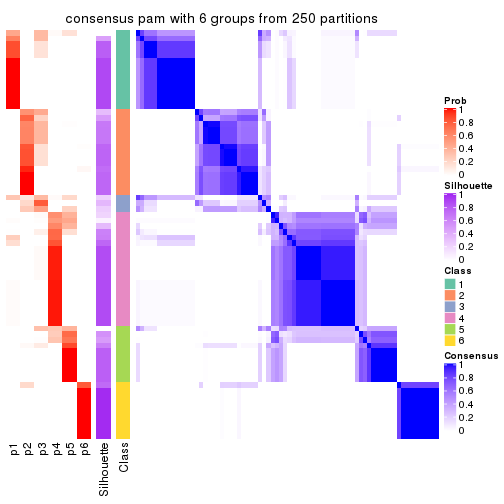 consensus pam with 6 groups from 250 partitions
Prob
1
0.8
0.6
0.4
0.2
0
Silhouette
1
0.8
0.6
0.4
0.2
0
Class
1
2
3
4
5
6
Consensus
1
0.8
0.6
0.4
0.2
0
p1
p2
p3
p4
p5
p6
Silhouette
Class